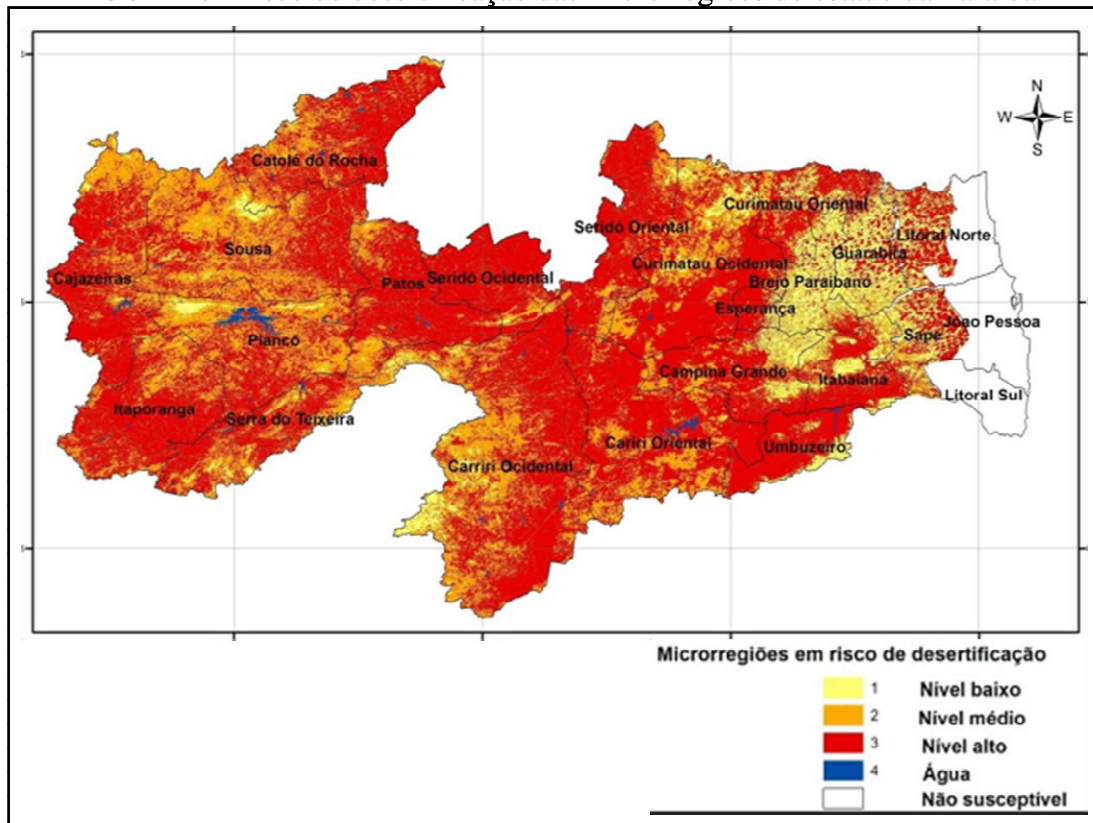 N
W E
S
Catolé do Rocha
Curimatau Oriental
Seridó Oriental
Litoral Norte
Sousa
Guarabira
Curimatau Ocidental
Cajazeiras
Patos
Seridó Ocidental
Brejo Paraibano
Esperança
João Pessoa
Piancó
Sapé
Campina Grande
Itabaiana
Litoral Sul
Itaporanga
Serra do Teixeira
Cariri Oriental
Umbuzeiro
Carriri Ocidental
Microrregiões em risco de desertificação
1 Nível baixo
2 Nível médio
3 Nível alto
4 Água
Não susceptível